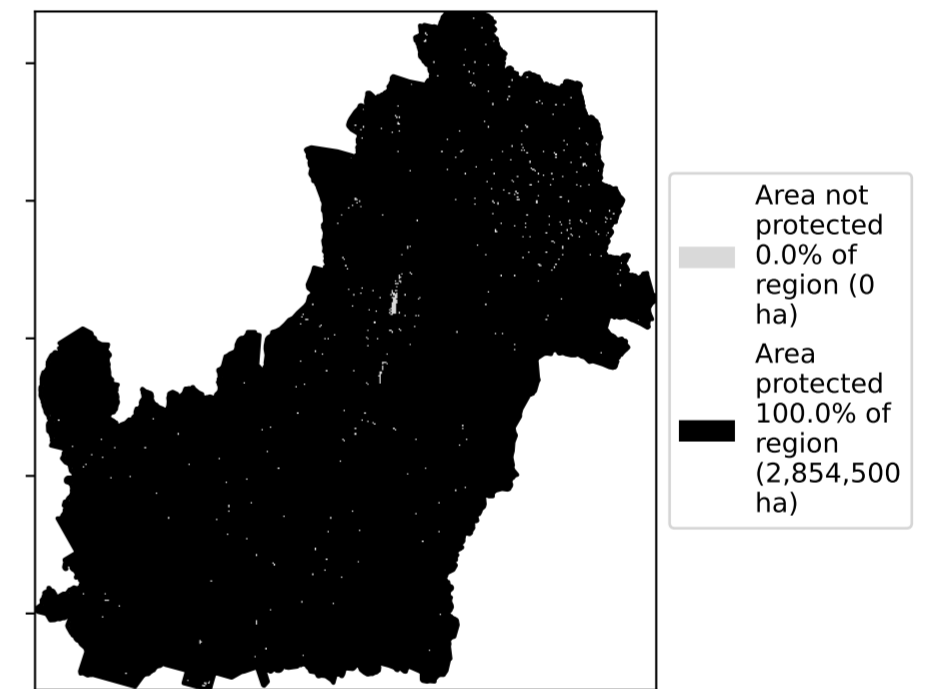 Area not
protected
0.0% of
region (0
ha)
Area
protected
100.0% of
region
(2,854,500
ha)